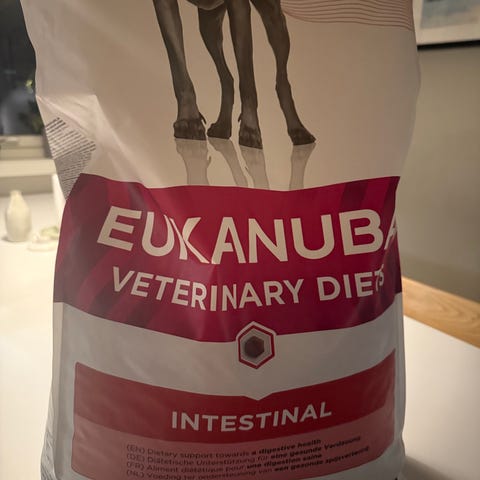 EUKANUBA
VETERINARY DIETS
INTESTINAL
(EN) Dietary support towards a digestive health
(DE) Diätetische Unterstützung für eine gesunde Verdauung
(FR) Aliment diététique pour une digestion saine
(NL) Voeding ter ondersteuning van een gezonde spijsvertering